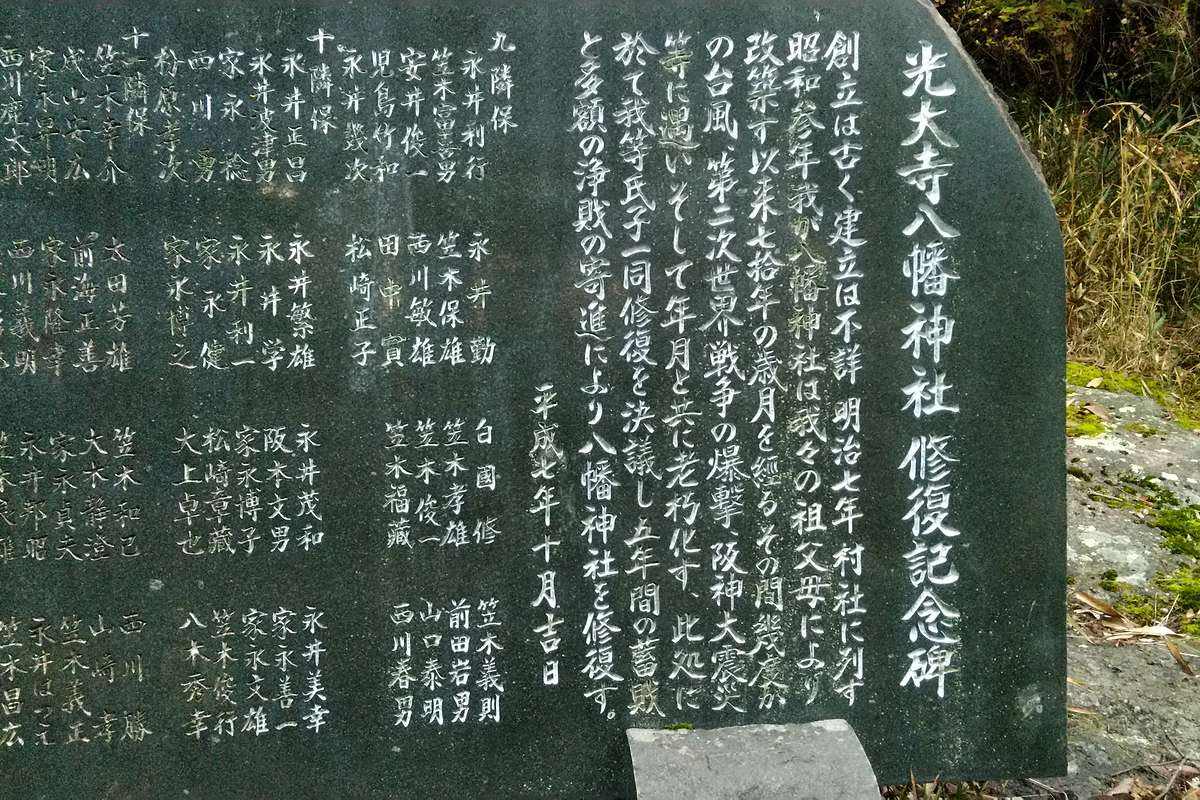 光大寺八幡神社 修復記念碑
創立は古く建立は不詳 明治七年村社に列す
昭和参年我が八幡神社は我々の祖父母により
改築す以来七拾年の歳月を經るその間幾度か
の台風、第二次世界戦争の爆撃、阪神大震災
等に遇いそして年月と共に老朽化す、此処に
於て我等氏子一同修復を決議し五年間の蓄財
と多額の浄財の寄進により八幡神社を修復す。
平成七年十月吉日
九隣保
永井利行 永井勤 白國修 笠木義則
笠木富喜男 笠木保雄 笠木孝雄 前田岩男
安井俊一 西川敏雄 笠木俊一 山口泰明
児島竹和 田中實 笠木福藏 西川春男
永井幾次 松崎正子
十隣保
永井正昌 永井繁雄 永井茂和 永井美幸
永井史津男 永井学 阪本文男 家永善一
家永稔 永井利一 家永博子 家永文雄
西川勇 家永健 松崎章藏 笠木俊行
粉原孝次 家永博之 大上卓也 八木秀幸
十一隣保
笠木幸介 太田芳雄 笠木和巳 西川勝
成山安広 前海正善 大木静澄 山崎孝
家永早明 家永隆幸 家永貞夫 笠木義正
西川廣太郎 西川義明 永井邦昭 永井はつえ
笠木昌広